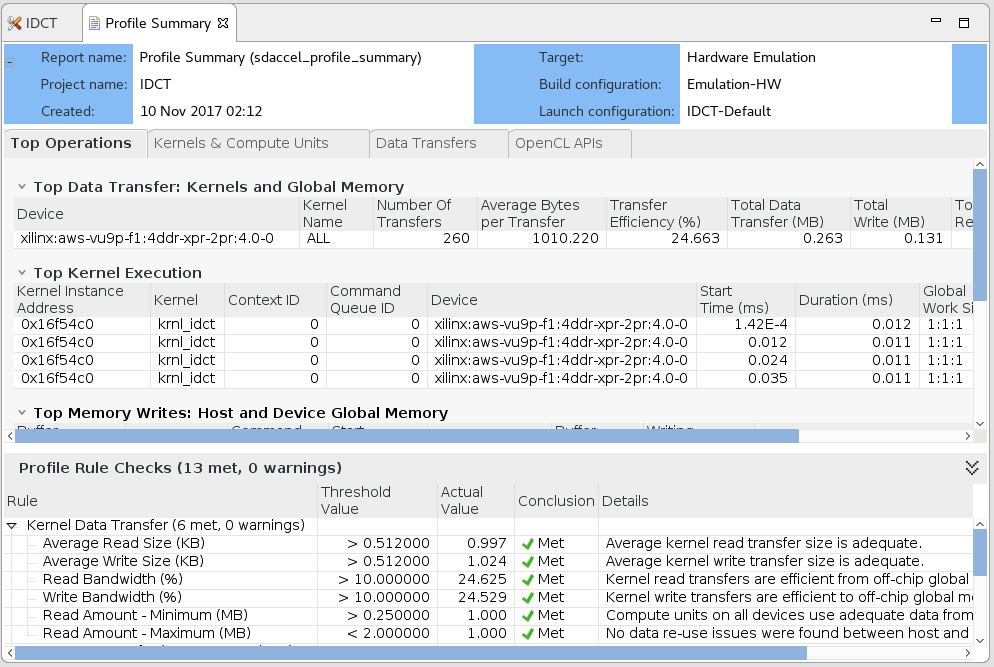 IDCT Profile Summary
Report name: Profile Summary (sdaccel_profile_summary) Target: Hardware Emulation
Project name: IDCT Build configuration: Emulation-HW
Created: 10 Nov 2017 02:12 Launch configuration: IDCT-Default
Top Operations Kernels & Compute Units Data Transfers OpenCL APIs
Top Data Transfer: Kernels and Global Memory
Device Kernel Name Number Of Transfers Average Bytes per Transfer Transfer Efficiency (%) Total Data Transfer (MB) Total Write (MB) To Re
xilinx:aws-vu9p-f1:4ddr-xpr-2pr:4.0-0 ALL 260 1010.220 24.663 0.263 0.131
Top Kernel Execution
Kernel Instance Address Kernel Context ID Command Queue ID Device Start Time (ms) Duration (ms) Global Work Si
0x16f54c0 krnl_idct 0 0 xilinx:aws-vu9p-f1:4ddr-xpr-2pr:4.0-0 1.42E-4 0.012 1:1:1
0x16f54c0 krnl_idct 0 0 xilinx:aws-vu9p-f1:4ddr-xpr-2pr:4.0-0 0.012 0.011 1:1:1
0x16f54c0 krnl_idct 0 0 xilinx:aws-vu9p-f1:4ddr-xpr-2pr:4.0-0 0.024 0.011 1:1:1
0x16f54c0 krnl_idct 0 0 xilinx:aws-vu9p-f1:4ddr-xpr-2pr:4.0-0 0.035 0.011 1:1:1
Top Memory Writes: Host and Device Global Memory
Buffer Command Start Buffer Writing
Profile Rule Checks (13 met, 0 warnings)
Rule Threshold Value Actual Value Conclusion Details
Kernel Data Transfer (6 met, 0 warnings)
Average Read Size (KB) > 0.512000 0.997 Met Average kernel read transfer size is adequate.
Average Write Size (KB) > 0.512000 1.024 Met Average kernel write transfer size is adequate.
Read Bandwidth (%) > 10.000000 24.625 Met Kernel read transfers are efficient from off-chip global
Write Bandwidth (%) > 10.000000 24.529 Met Kernel write transfers are efficient to off-chip global m
Read Amount - Minimum (MB) > 0.250000 1.000 Met Compute units on all devices use adequate data from
Read Amount - Maximum (MB) < 2.000000 1.000 Met No data re-use issues were found between host and